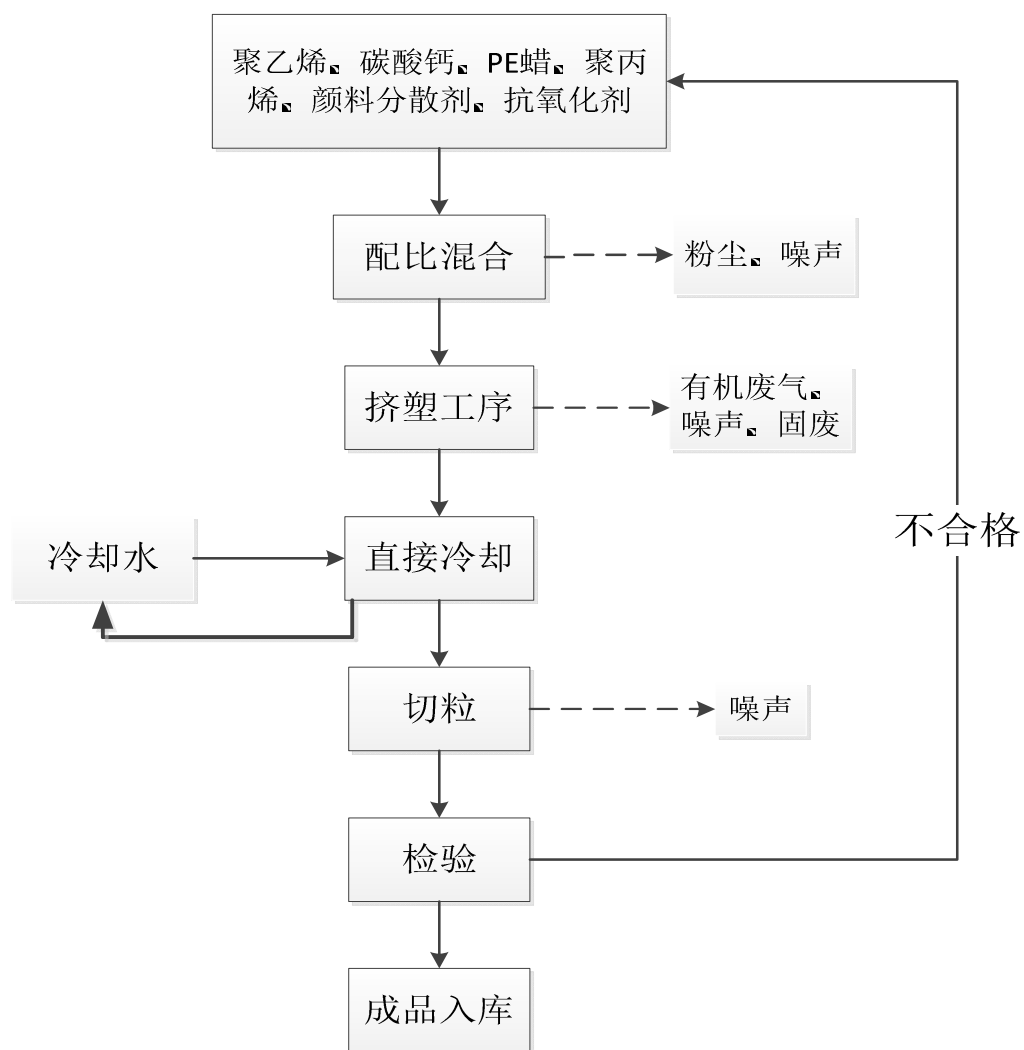 聚乙烯、碳酸钙、PE蜡、聚丙
烯、颜料分散剂、抗氧化剂
配比混合
粉尘、噪声
挤塑工序
有机废气、
噪声、固废
不合格
冷却水
直接冷却
切粒
噪声
检验
成品入库